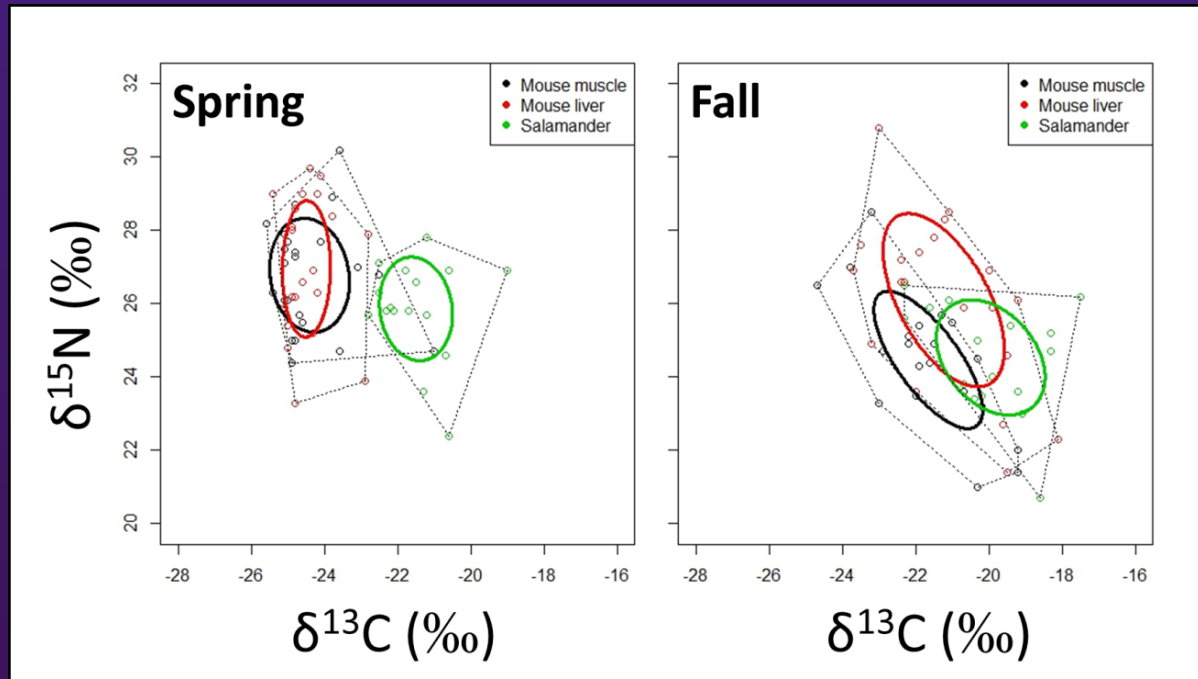 Spring
Mouse muscle
Mouse liver
Salamander
Fall
Mouse muscle
Mouse liver
Salamander
δ¹⁵N (‰)
32
30
28
26
24
22
20
-28 -26 -24 -22 -20 -18 -16
-28 -26 -24 -22 -20 -18 -16
δ¹³C (‰)
δ¹³C (‰)